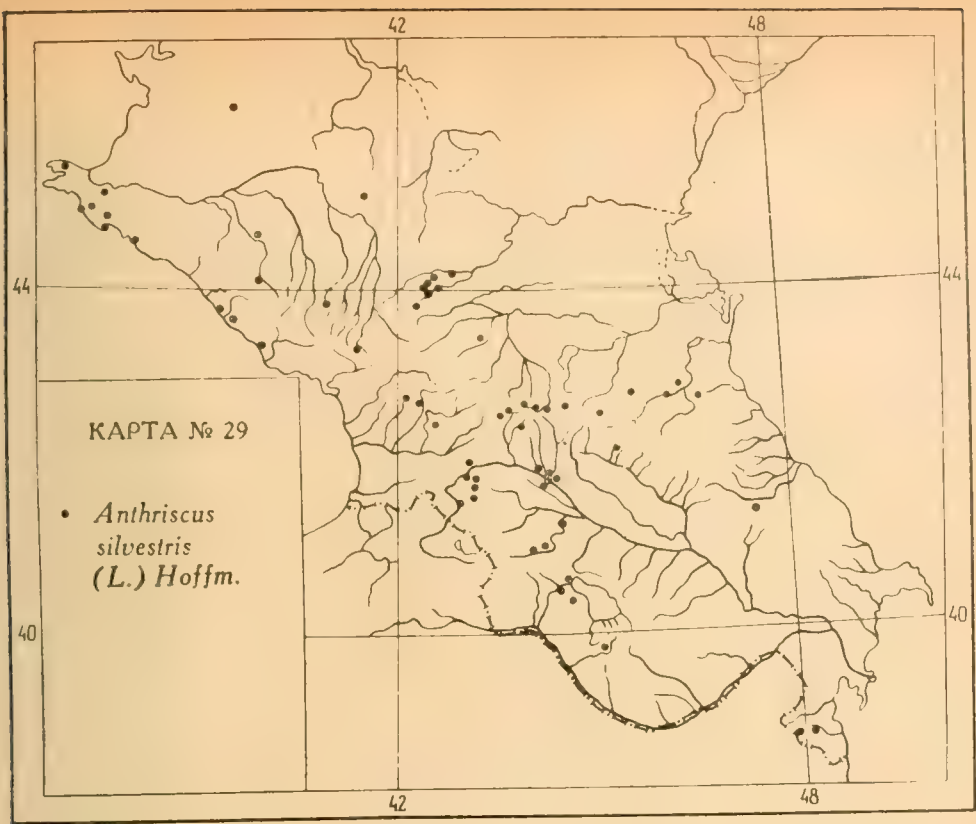 42
48
44
44
КАРТА № 29
• Anthriscus
silvestris
(L.) Hoffm.
40
40
42
48